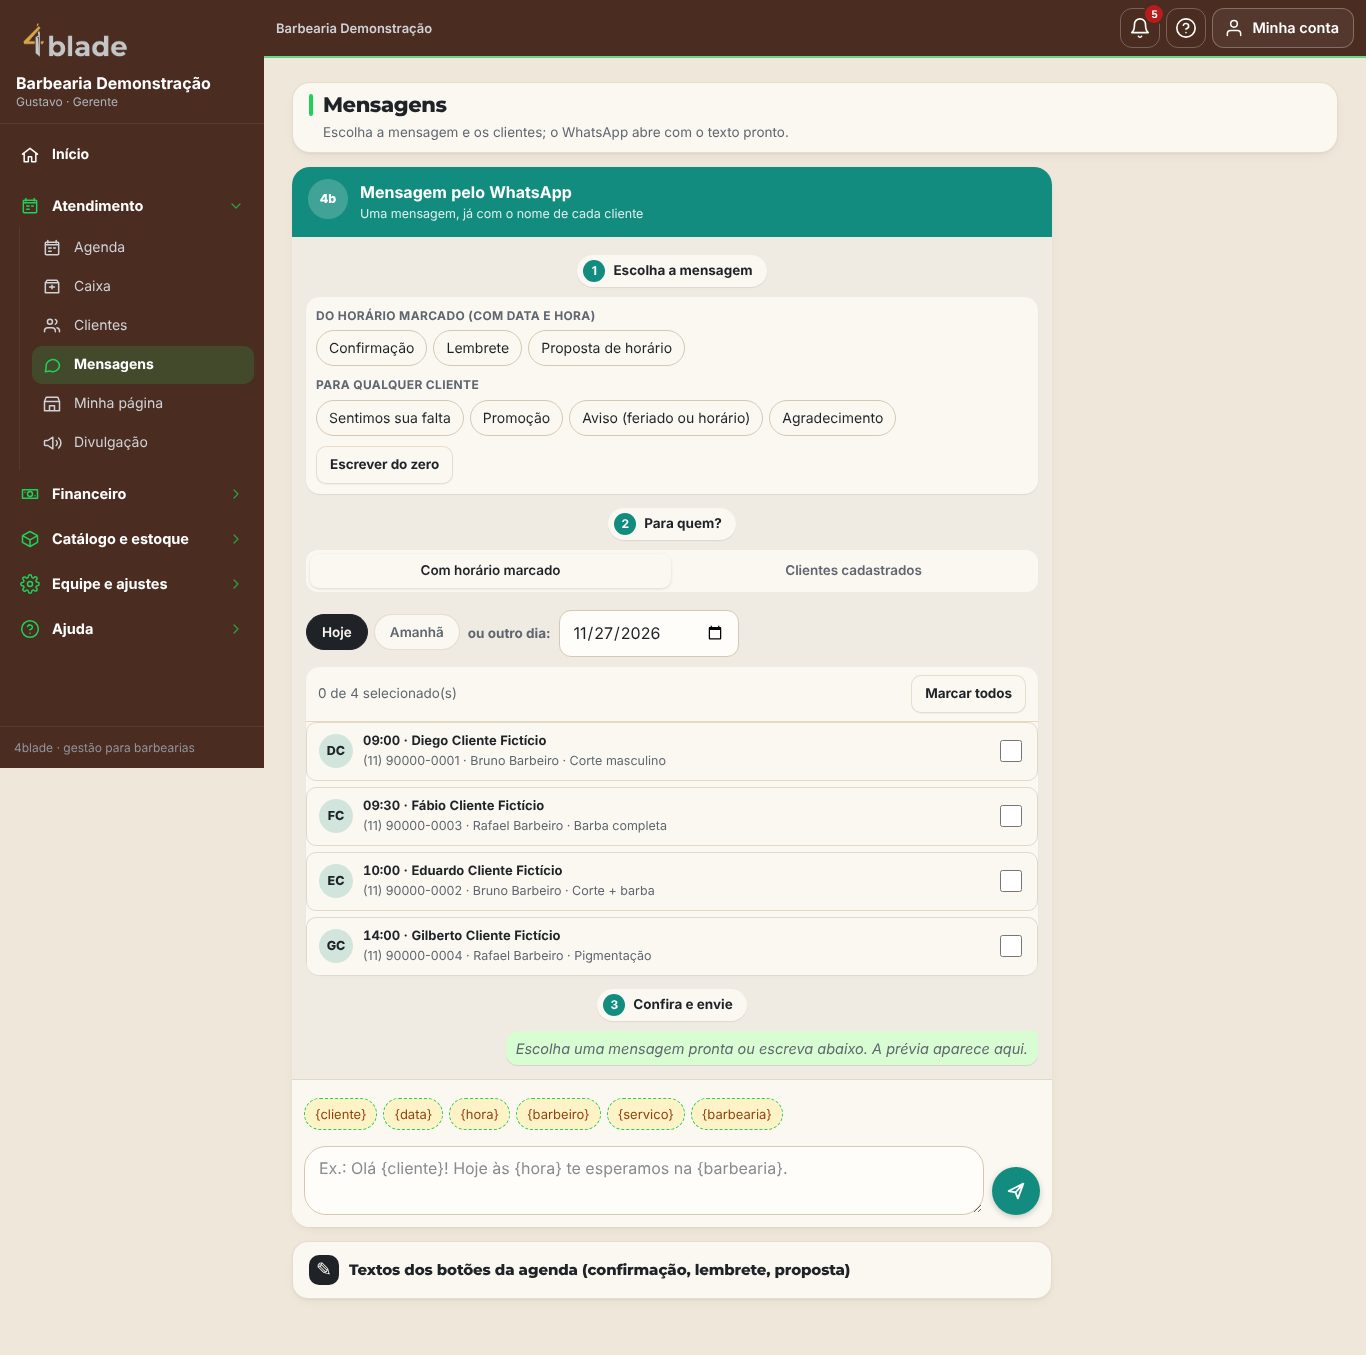 4blade
Barbearia Demonstração
Gustavo · Gerente
Início
Atendimento
Agenda
Caixa
Clientes
Mensagens
Minha página
Divulgação
Financeiro
Catálogo e estoque
Equipe e ajustes
Ajuda
4blade · gestão para barbearias
Barbearia Demonstração
5
Minha conta
Mensagens
Escolha a mensagem e os clientes; o WhatsApp abre com o texto pronto.
4b
Mensagem pelo WhatsApp
Uma mensagem, já com o nome de cada cliente
1 Escolha a mensagem
DO HORÁRIO MARCADO (COM DATA E HORA)
Confirmação Lembrete Proposta de horário
PARA QUALQUER CLIENTE
Sentimos sua falta Promoção Aviso (feriado ou horário) Agradecimento
Escrever do zero
2 Para quem?
Com horário marcado Clientes cadastrados
Hoje Amanhã ou outro dia: 11/27/2026
0 de 4 selecionado(s) Marcar todos
DC
09:00 · Diego Cliente Fictício
(11) 90000-0001 · Bruno Barbeiro · Corte masculino
FC
09:30 · Fábio Cliente Fictício
(11) 90000-0003 · Rafael Barbeiro · Barba completa
EC
10:00 · Eduardo Cliente Fictício
(11) 90000-0002 · Bruno Barbeiro · Corte + barba
GC
14:00 · Gilberto Cliente Fictício
(11) 90000-0004 · Rafael Barbeiro · Pigmentação
3 Confira e envie
Escolha uma mensagem pronta ou escreva abaixo. A prévia aparece aqui.
{cliente} {data} {hora} {barbeiro} {servico} {barbearia}
Ex.: Olá {cliente}! Hoje às {hora} te esperamos na {barbearia}.
Textos dos botões da agenda (confirmação, lembrete, proposta)